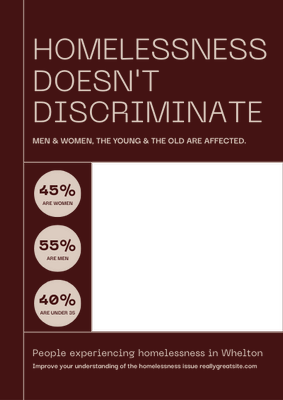 HOMELESSNESS
DOESN'T
DISCRIMINATE
MEN & WOMEN, THE YOUNG & THE OLD ARE AFFECTED.
45%
ARE WOMEN
55%
ARE MEN
40%
ARE UNDER 35
People experiencing homelessness in Whelton
Improve your understanding of the homelessness issue reallygreatsite.com